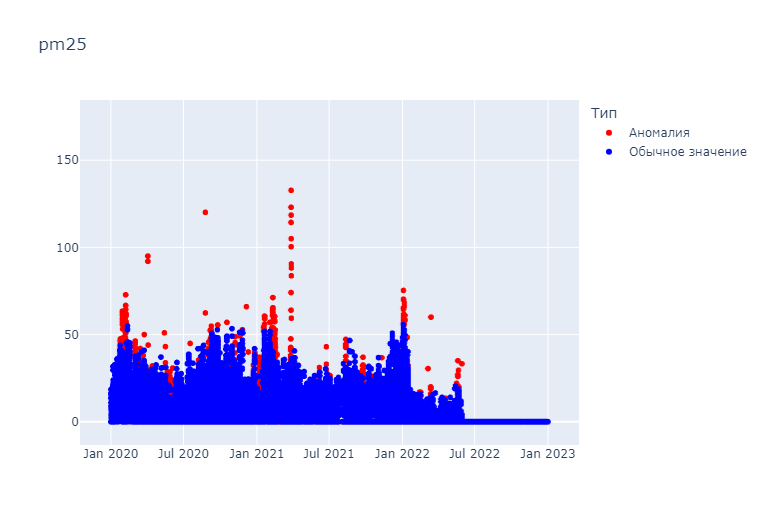 pm25
Тип
Аномалия
Обычное значение
150
100
50
0
Jan 2020
Jul 2020
Jan 2021
Jul 2021
Jan 2022
Jul 2022
Jan 2023